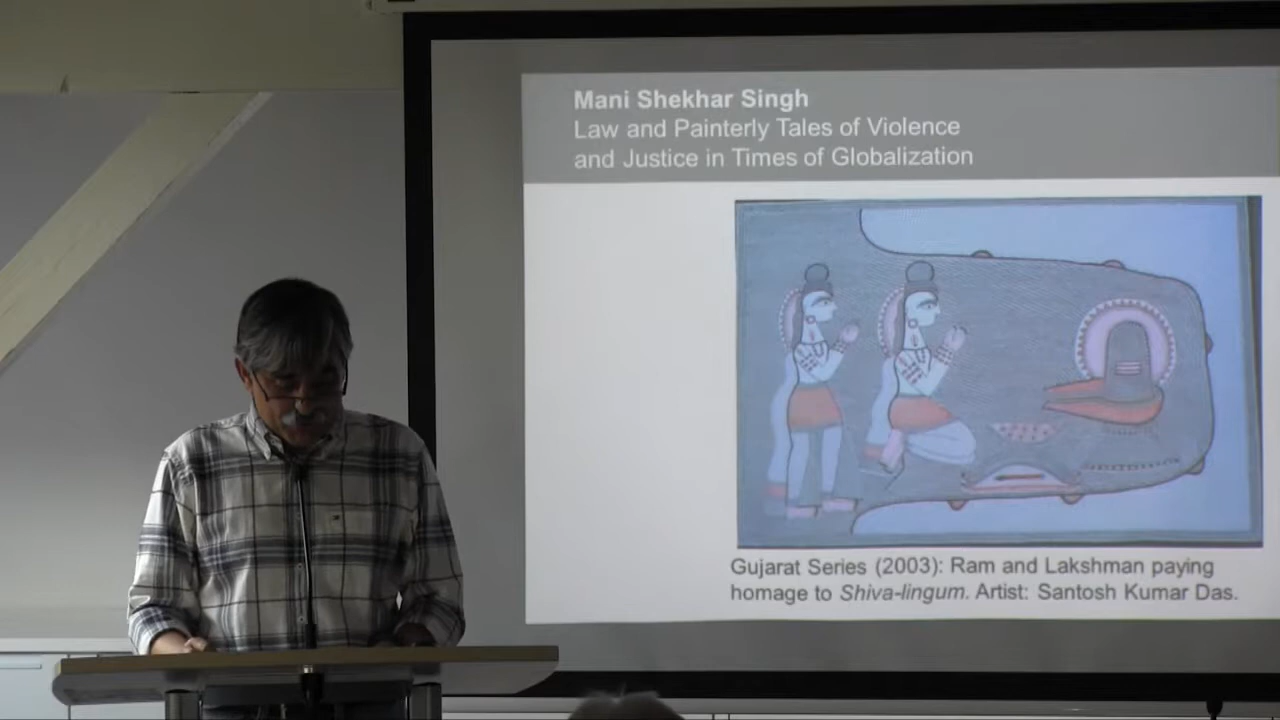 Mani Shekhar Singh
Law and Painterly Tales of Violence
and Justice in Times of Globalization
Gujarat Series (2003): Ram and Lakshman paying
homage to Shiva-lingum. Artist: Santosh Kumar Das.